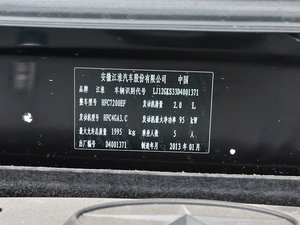 安徽江淮汽车股份有限公司 中国
品牌 江淮 车辆识别代号 LJ12GKS33D4001371
整车型号 HFC7200HF 发动机排量 2.0 L
发动机型号 HFC4GA3.C 发动机最大净功率 95 kW
最大允许总质量 1995 kg 乘坐人数 5 人
出厂编号 D4001371 制造年月 2013 年 01 月